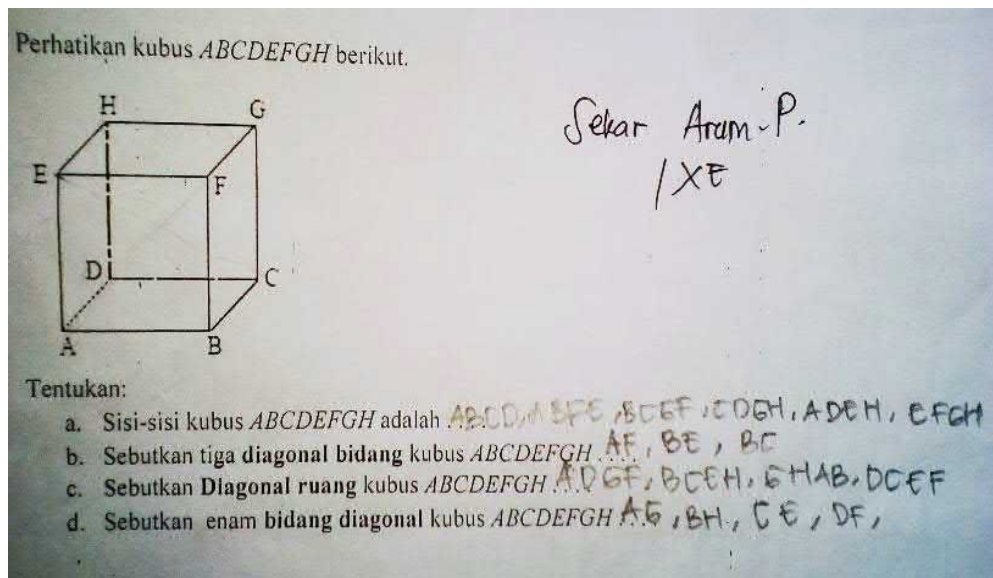 Perhatikan kubus ABCDEFGH berikut.
Sekar Arum.P.
IXE
H G
E F
D C
A B
Tentukan:
a. Sisi-sisi kubus ABCDEFGH adalah ABCD, ABFE, BCGF, CDGH, ADEH, EFGH
b. Sebutkan tiga diagonal bidang kubus ABCDEFGH .... AF, BE, BC
c. Sebutkan Diagonal ruang kubus ABCDEFGH .... ADGF, BCEH, GHAB, DCEF
d. Sebutkan enam bidang diagonal kubus ABCDEFGH .... AG, BH, CE, DF,